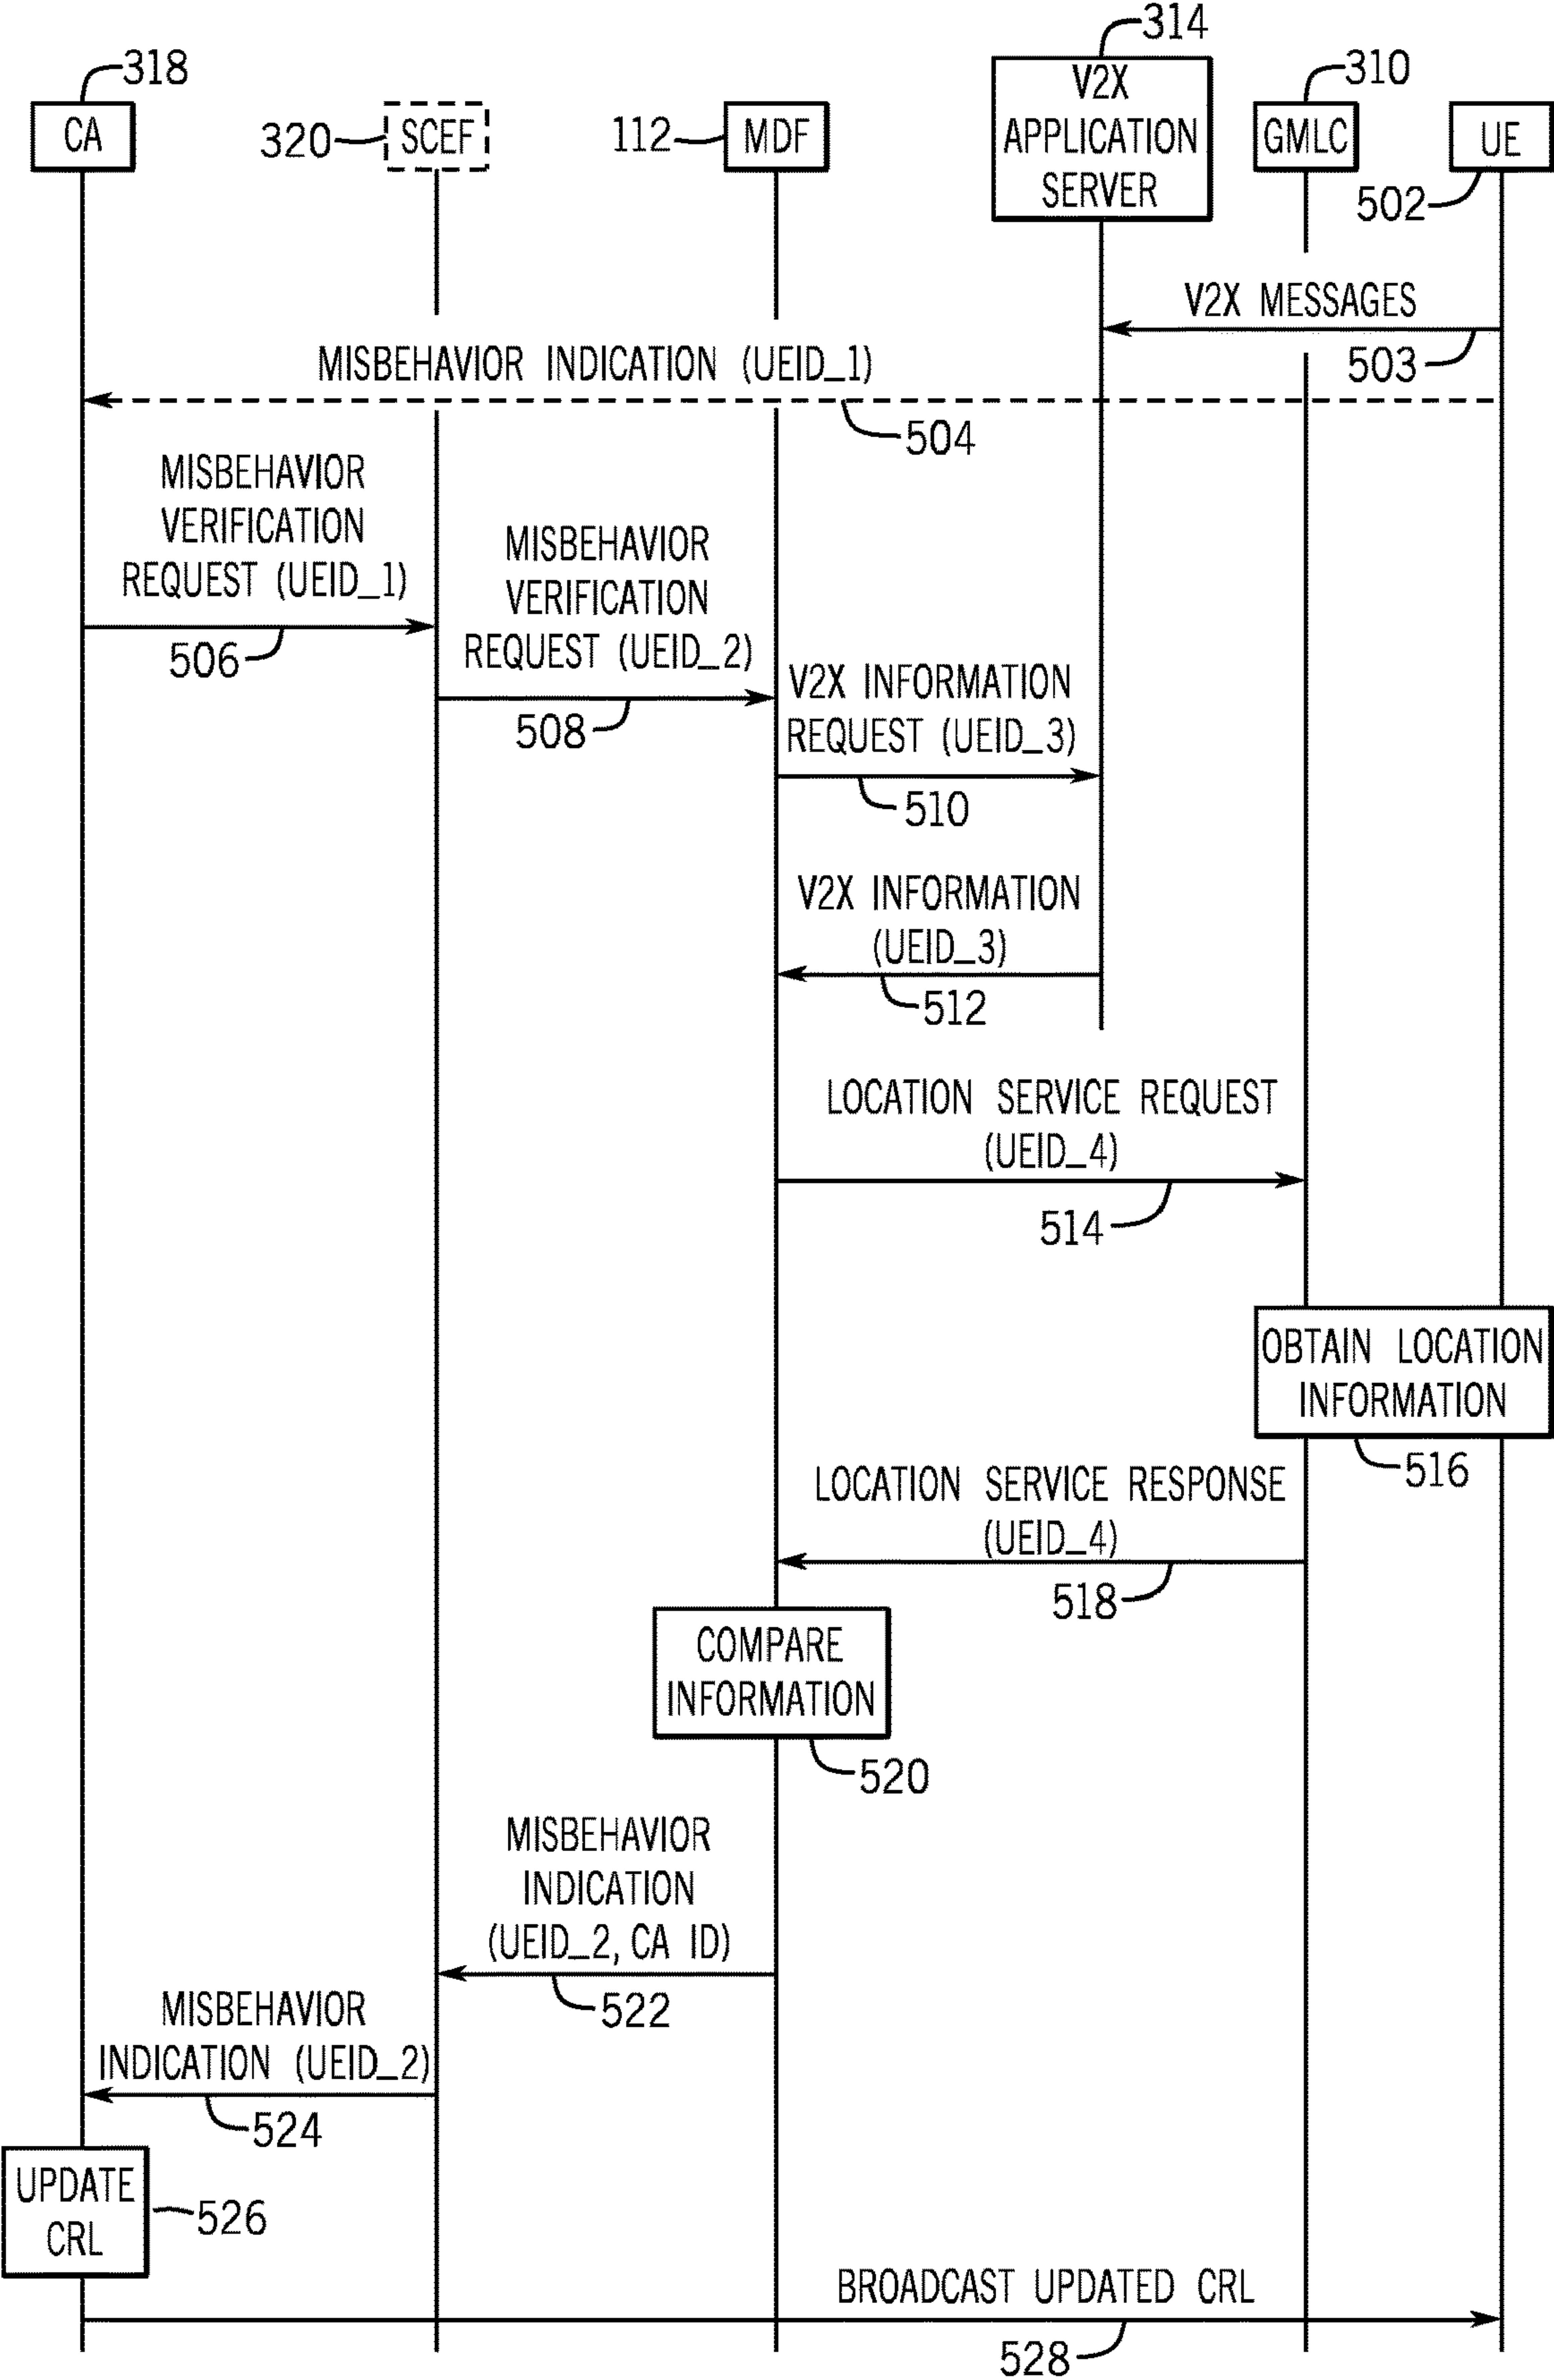 314
318
310
V2X
APPLICATION
SERVER
CA
320
SCEF
112
MDF
GMLC
UE
502
V2X MESSAGES
503
MISBEHAVIOR INDICATION (UEID_1)
504
MISBEHAVIOR
VERIFICATION
REQUEST (UEID_1)
506
MISBEHAVIOR
VERIFICATION
REQUEST (UEID_2)
508
V2X INFORMATION
REQUEST (UEID_3)
510
V2X INFORMATION
(UEID_3)
512
LOCATION SERVICE REQUEST
(UEID_4)
514
OBTAIN LOCATION
INFORMATION
516
LOCATION SERVICE RESPONSE
(UEID_4)
518
COMPARE
INFORMATION
520
MISBEHAVIOR
INDICATION
(UEID_2, CA ID)
522
MISBEHAVIOR
INDICATION (UEID_2)
524
UPDATE
CRL
526
BROADCAST UPDATED CRL
528